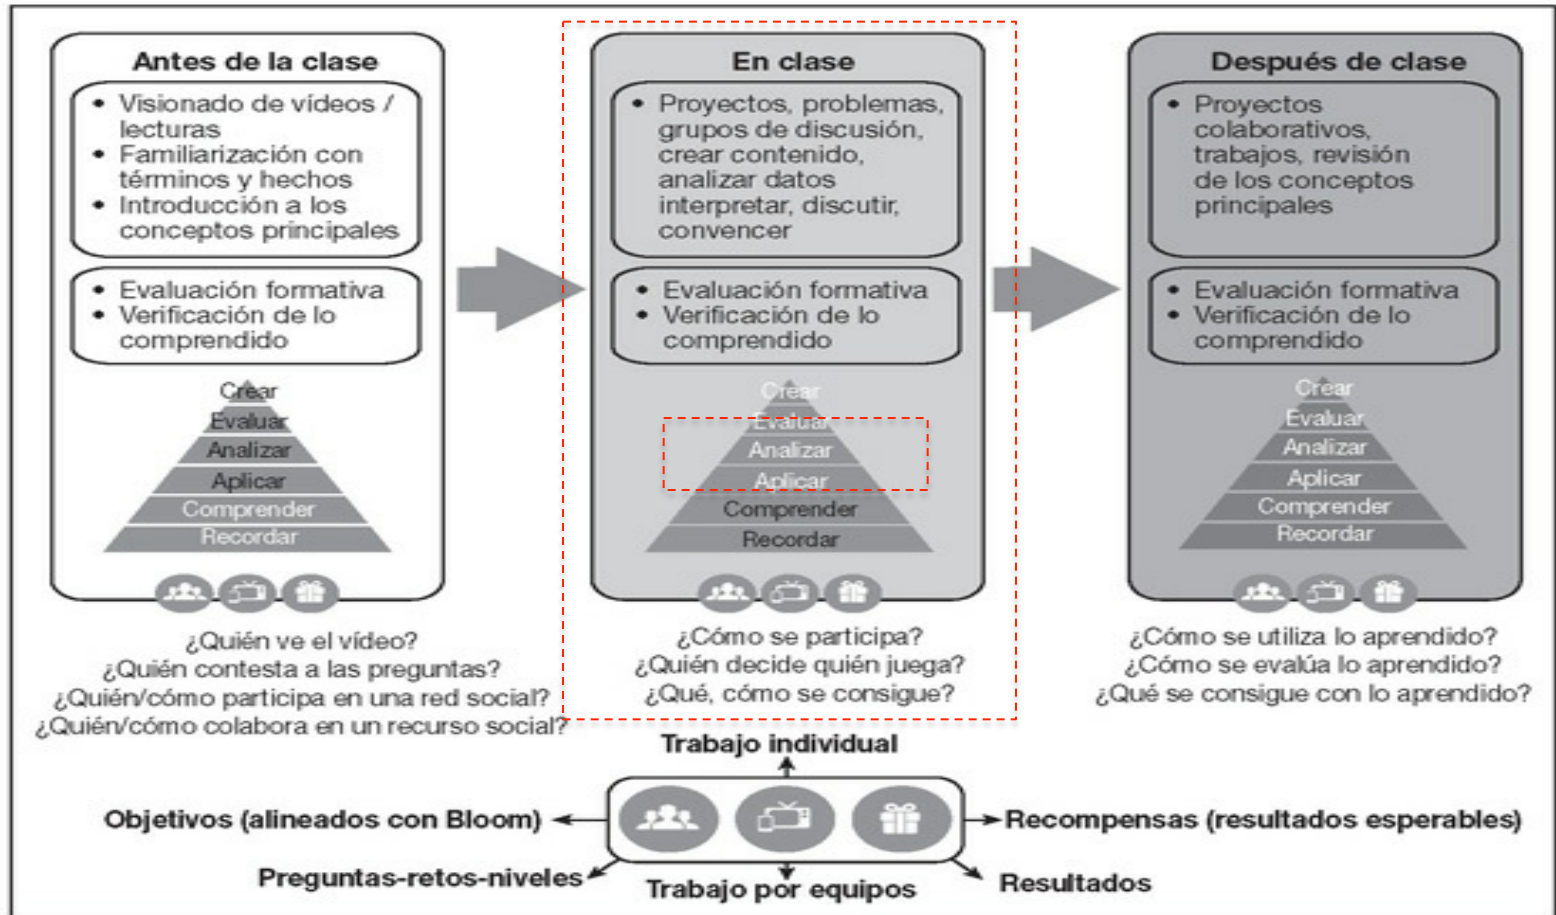 Antes de la clase
• Visionado de vídeos /
lecturas
• Familiarización con
términos y hechos
• Introducción a los
conceptos principales
• Evaluación formativa
• Verificación de lo
comprendido
Crear
Evaluar
Analizar
Aplicar
Comprender
Recordar
¿Quién ve el vídeo?
¿Quién contesta a las preguntas?
¿Quién/cómo participa en una red social?
¿Quién/cómo colabora en un recurso social?
En clase
• Proyectos, problemas,
grupos de discusión,
crear contenido,
analizar datos
interpretar, discutir,
convencer
• Evaluación formativa
• Verificación de lo
comprendido
Crear
Evaluar
Analizar
Aplicar
Comprender
Recordar
¿Cómo se participa?
¿Quién decide quién juega?
¿Qué, cómo se consigue?
Después de clase
• Proyectos
colaborativos,
trabajos, revisión
de los conceptos
principales
• Evaluación formativa
• Verificación de lo
comprendido
Crear
Evaluar
Analizar
Aplicar
Comprender
Recordar
¿Cómo se utiliza lo aprendido?
¿Cómo se evalúa lo aprendido?
¿Qué se consigue con lo aprendido?
Trabajo individual
Objetivos (alineados con Bloom)
Recompensas (resultados esperables)
Preguntas-retos-niveles
Trabajo por equipos
Resultados